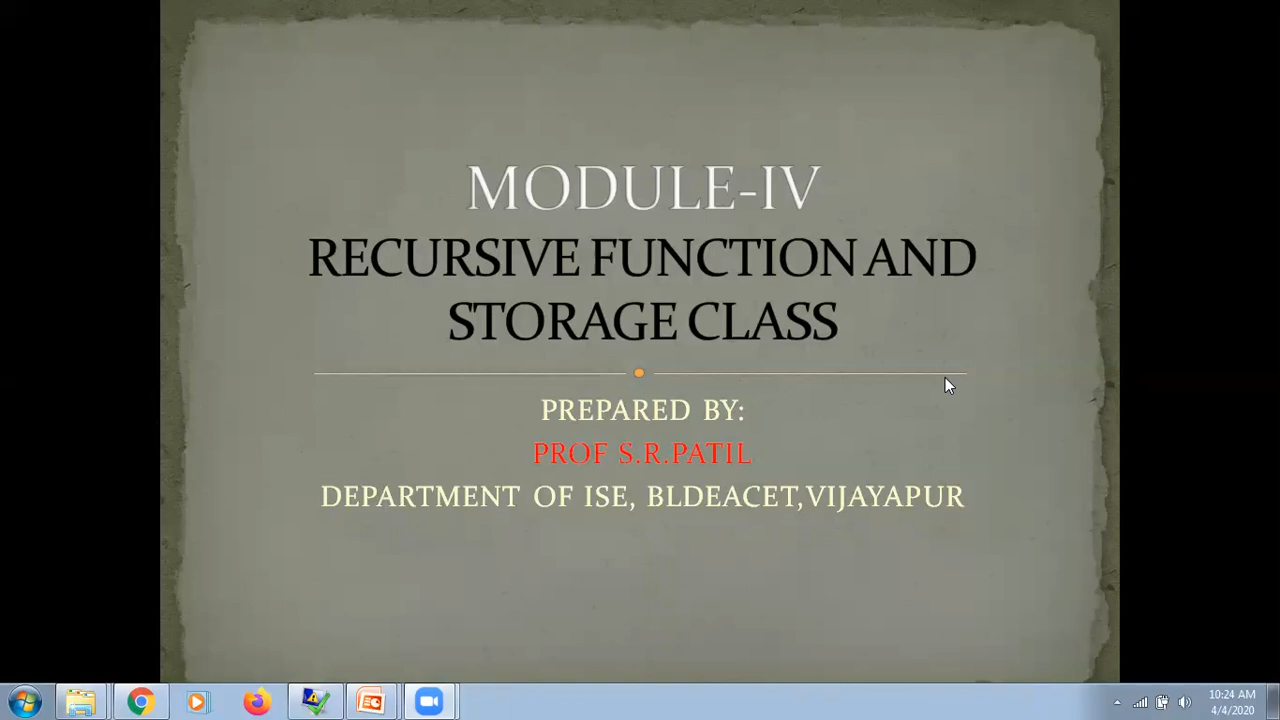 MODULE-IV
RECURSIVE FUNCTION AND
STORAGE CLASS
PREPARED BY:
PROF S.R.PATIL
DEPARTMENT OF ISE, BLDEACET,VIJAYAPUR
10:24 AM
4/4/2020